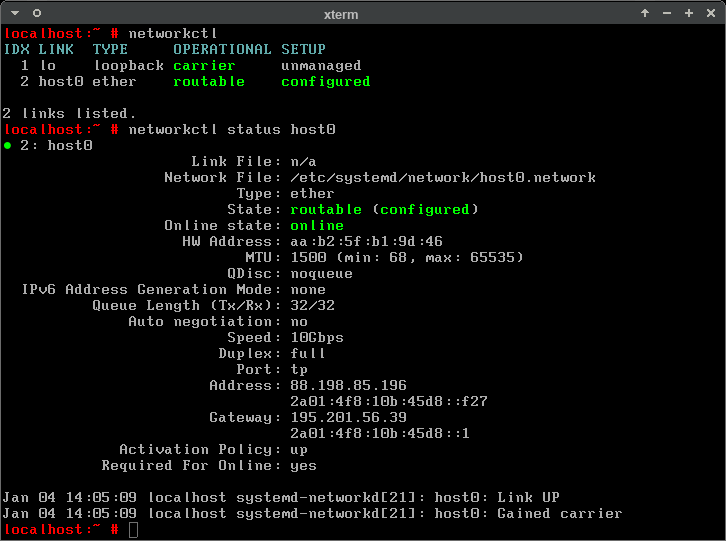 xterm
localhost:~ # networkctl
IDX LINK  TYPE     OPERATIONAL SETUP
  1 lo    loopback carrier     unmanaged
  2 host0 ether    routable    configured
2 links listed.
localhost:~ # networkctl status host0
● 2: host0
Link File: n/a
Network File: /etc/systemd/network/host0.network
Type: ether
State: routable (configured)
Online state: online
HW Address: aa:b2:5f:b1:9d:46
MTU: 1500 (min: 68, max: 65535)
QDisc: noqueue
IPv6 Address Generation Mode: none
Queue Length (Tx/Rx): 32/32
Auto negotiation: no
Speed: 10Gbps
Duplex: full
Port: tp
Address: 88.198.85.196
2a01:4f8:10b:45d8::f27
Gateway: 195.201.56.39
2a01:4f8:10b:45d8::1
Activation Policy: up
Required For Online: yes
Jan 04 14:05:09 localhost systemd-networkd[21]: host0: Link UP
Jan 04 14:05:09 localhost systemd-networkd[21]: host0: Gained carrier
localhost:~ #